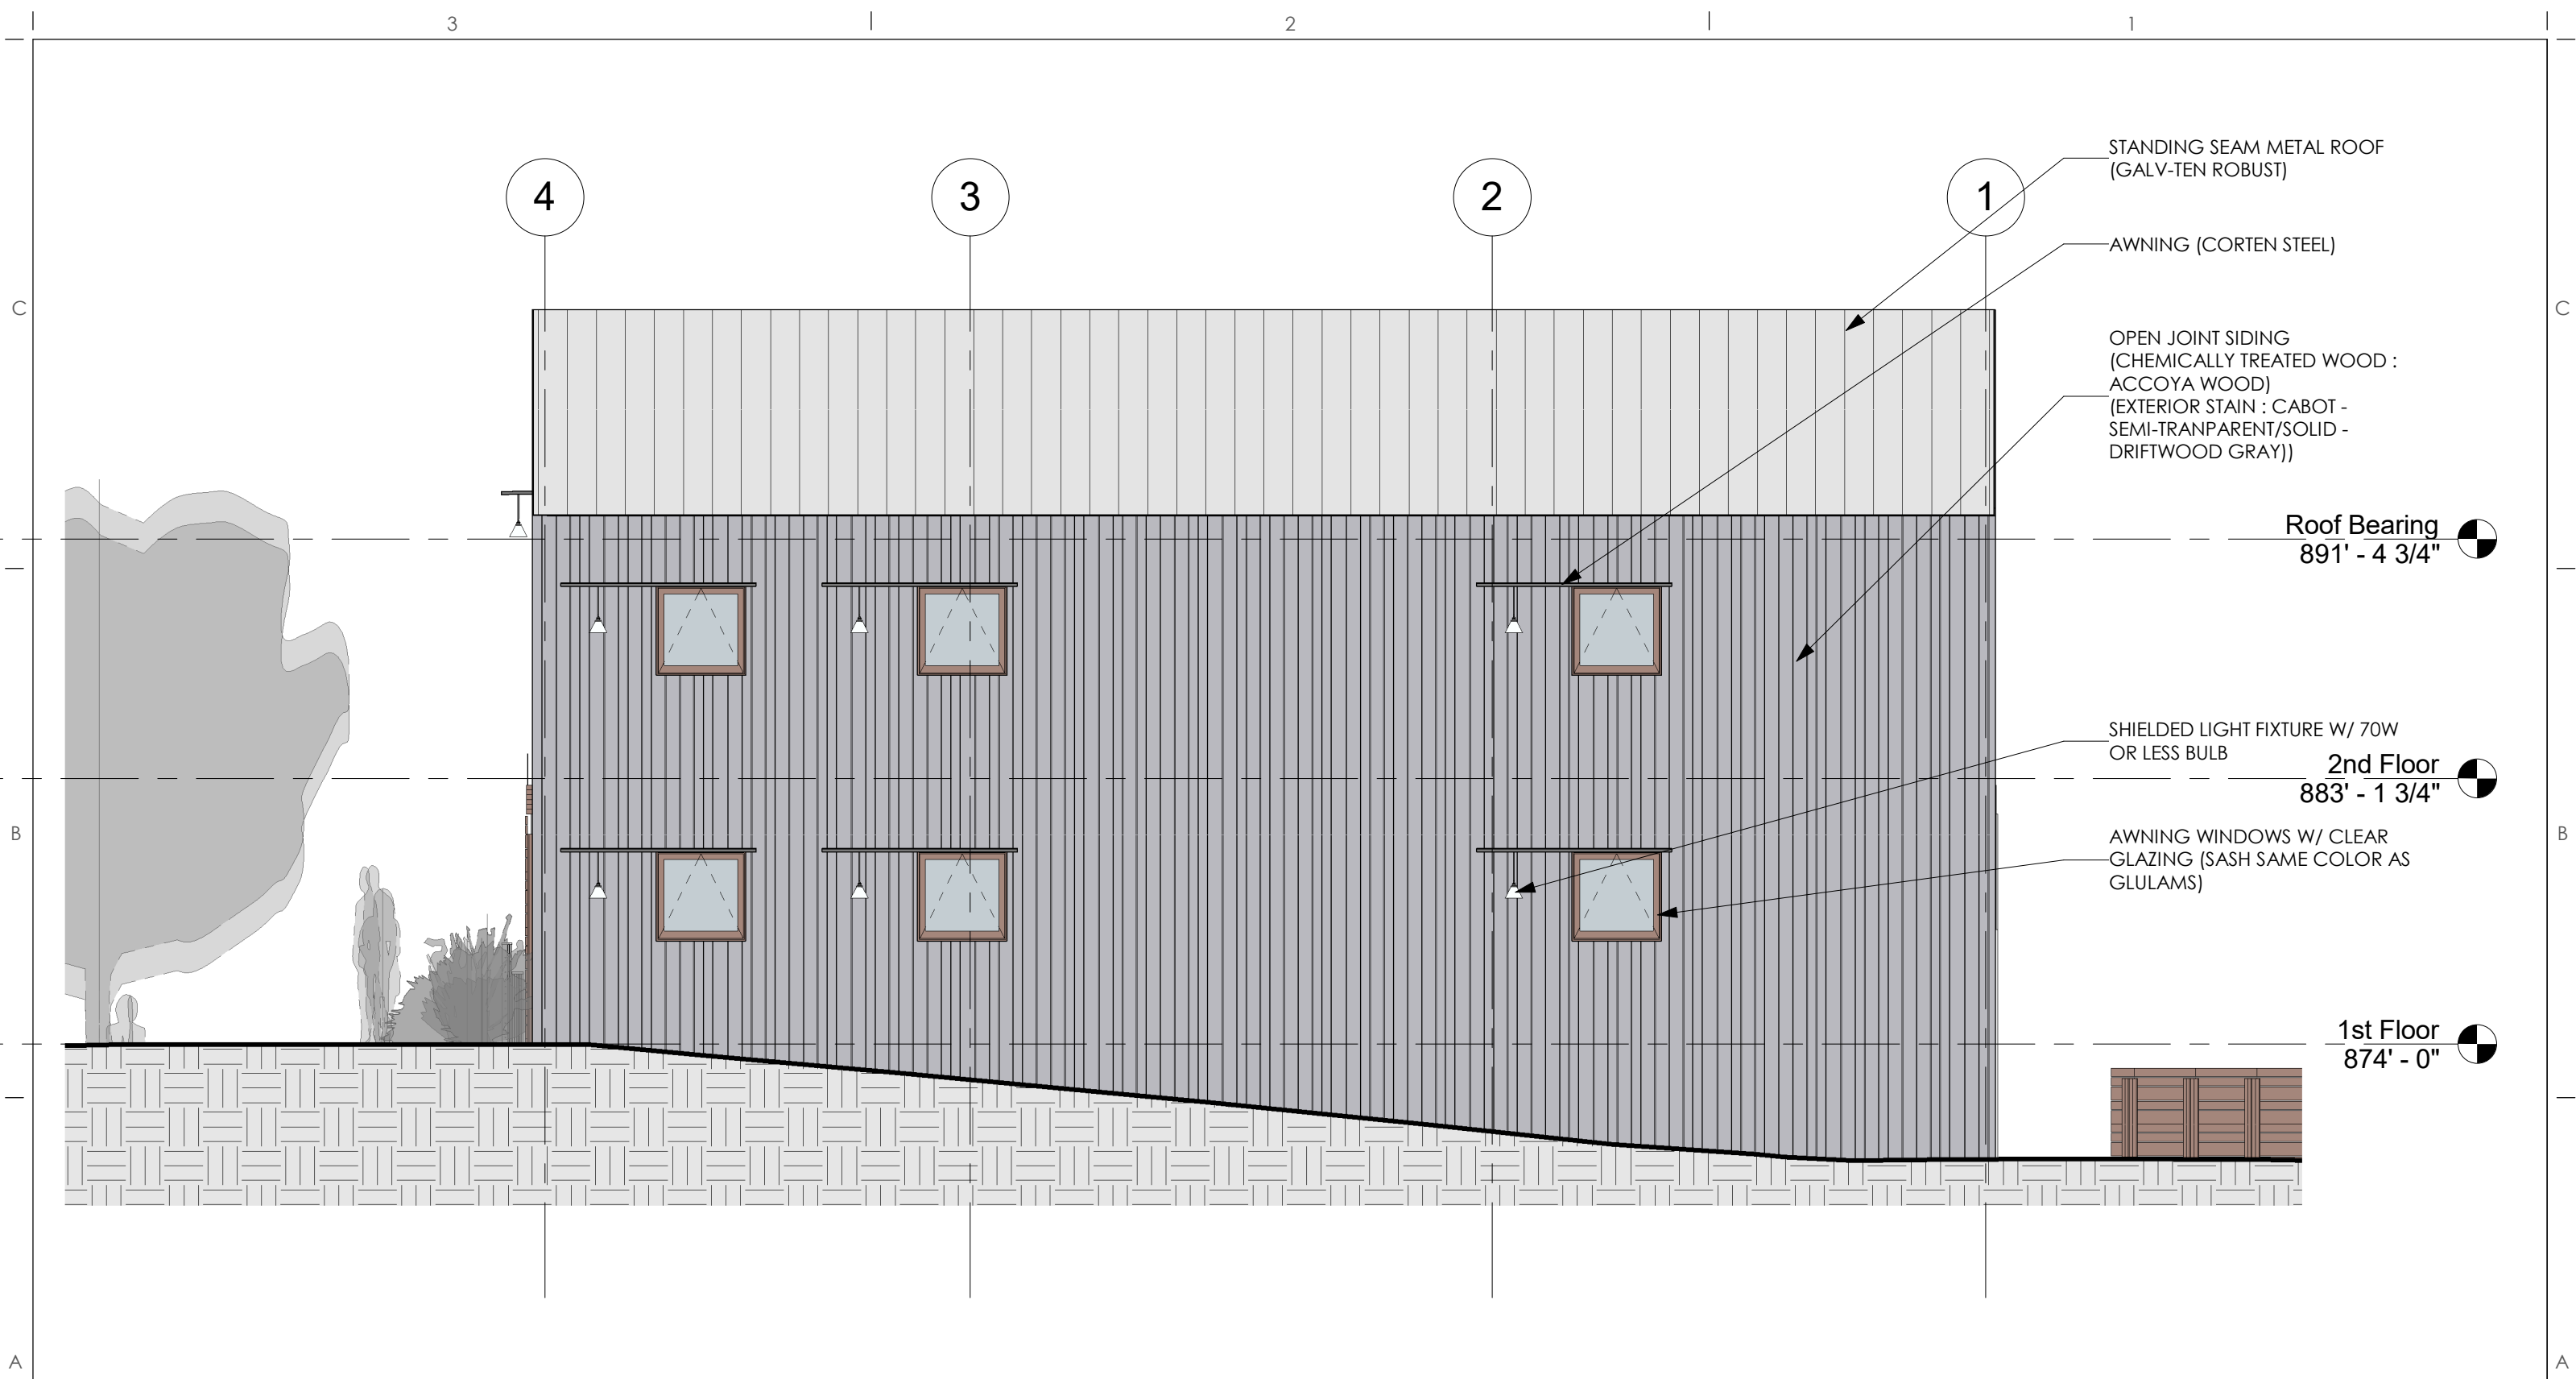 3 2 1
4 3 2 1
STANDING SEAM METAL ROOF
(GALV-TEN ROBUST)
AWNING (CORTEN STEEL)
C C
OPEN JOINT SIDING
(CHEMICALLY TREATED WOOD :
ACCOYA WOOD)
(EXTERIOR STAIN : CABOT -
SEMI-TRANPARENT/SOLID -
DRIFTWOOD GRAY))
Roof Bearing
891' - 4 3/4"
SHIELDED LIGHT FIXTURE W/ 70W
OR LESS BULB
2nd Floor
883' - 1 3/4"
B B
AWNING WINDOWS W/ CLEAR
GLAZING (SASH SAME COLOR AS
GLULAMS)
1st Floor
874' - 0"
A A